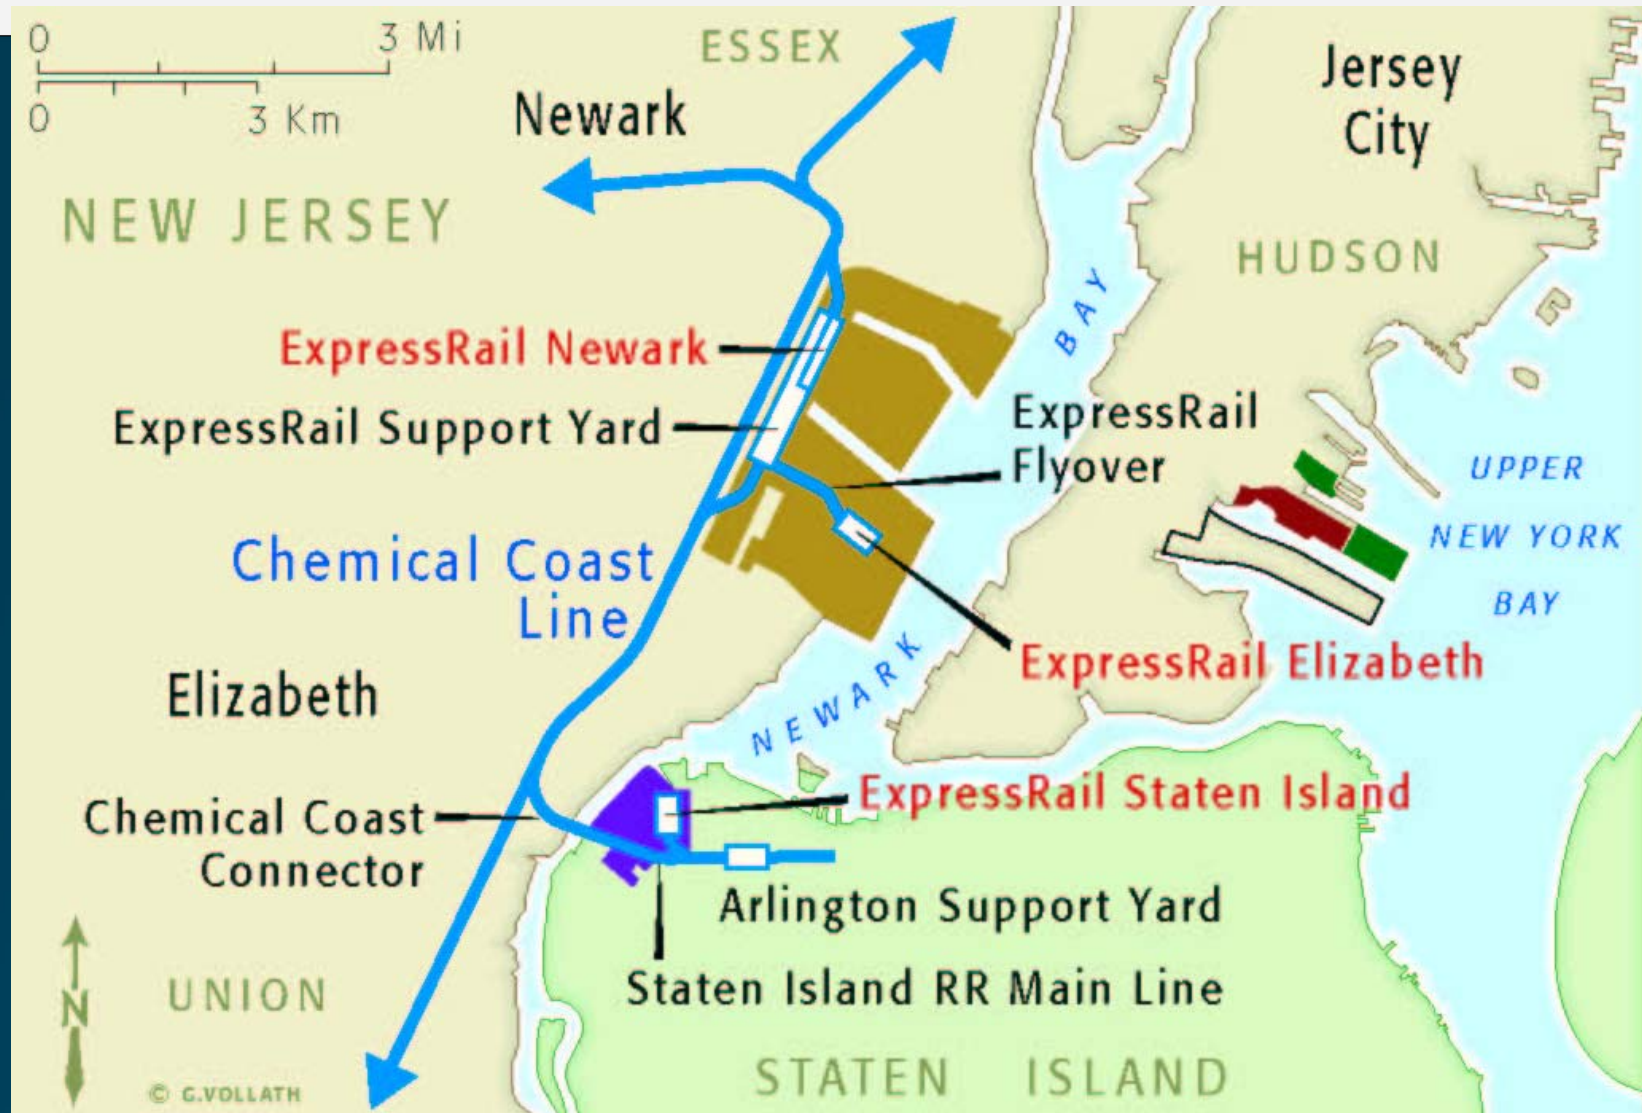 0 3 Mi
0 3 Km
ESSEX
Newark
Jersey
City
NEW JERSEY
HUDSON
BAY
ExpressRail Newark
ExpressRail Support Yard
ExpressRail
Flyover
UPPER
NEW YORK
BAY
Chemical Coast
Line
ExpressRail Elizabeth
Elizabeth
NEWARK
ExpressRail Staten Island
Chemical Coast
Connector
Arlington Support Yard
Staten Island RR Main Line
UNION
N
STATEN ISLAND
© G.VOLLATH